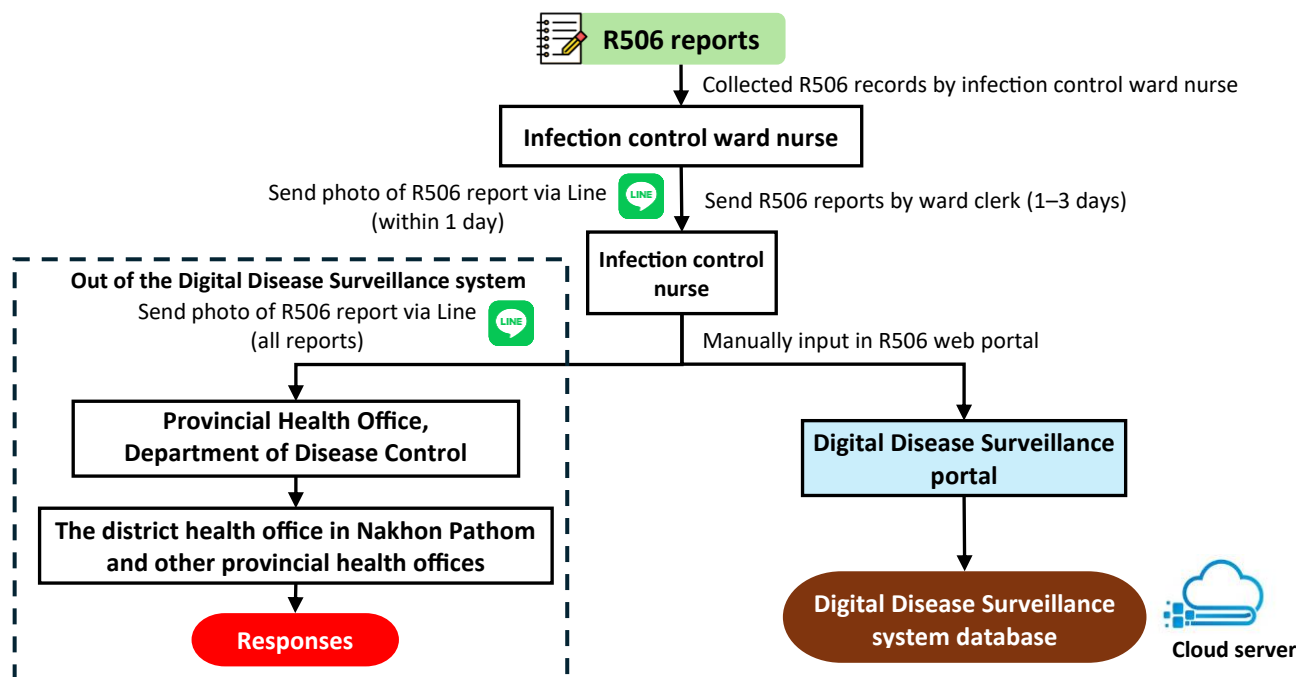 R506 reports
Collected R506 records by infection control ward nurse
Infection control ward nurse
Send photo of R506 report via Line
(within 1 day)
LINE
Send R506 reports by ward clerk (1–3 days)
Infection control
nurse
Out of the Digital Disease Surveillance system
Send photo of R506 report via Line
(all reports)
LINE
Manually input in R506 web portal
Provincial Health Office,
Department of Disease Control
Digital Disease Surveillance
portal
The district health office in Nakhon Pathom
and other provincial health offices
Responses
Digital Disease Surveillance
system database
Cloud server